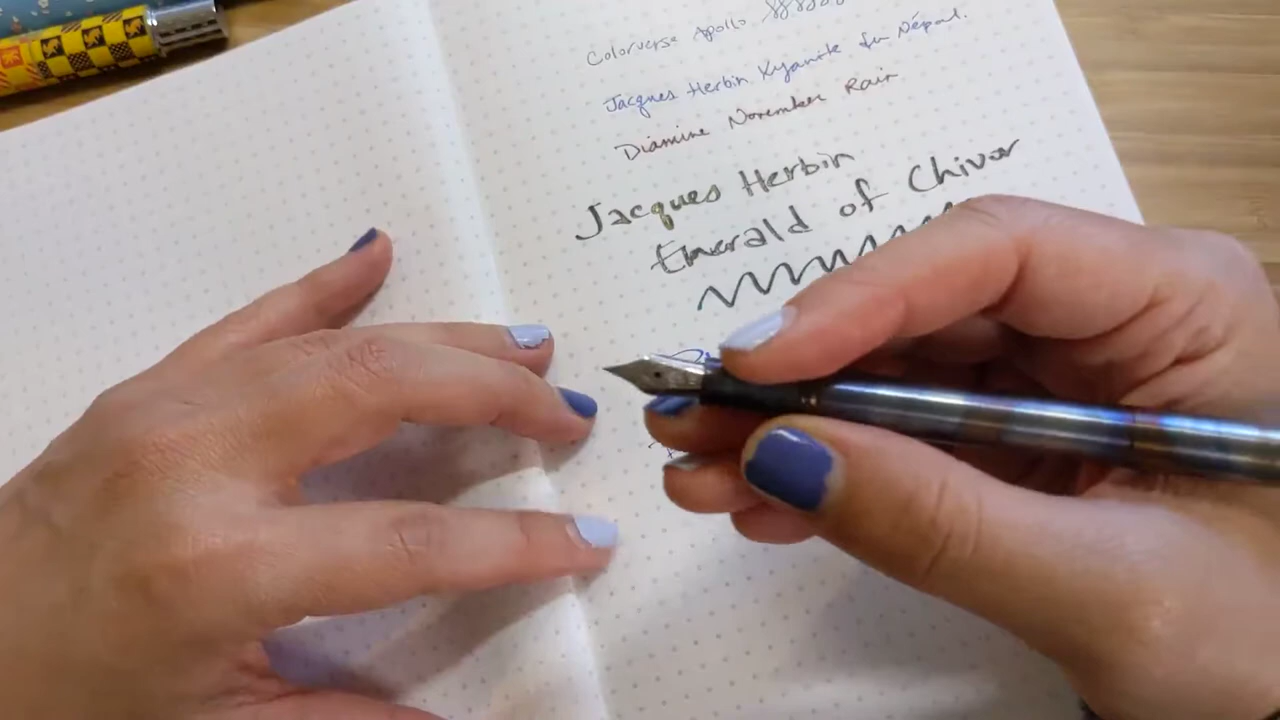 Colorverse Apollo
Jacques Herbin Kyanite du Népal.
Diamine November Rain
Jacques Herbin
Emerald of Chivor